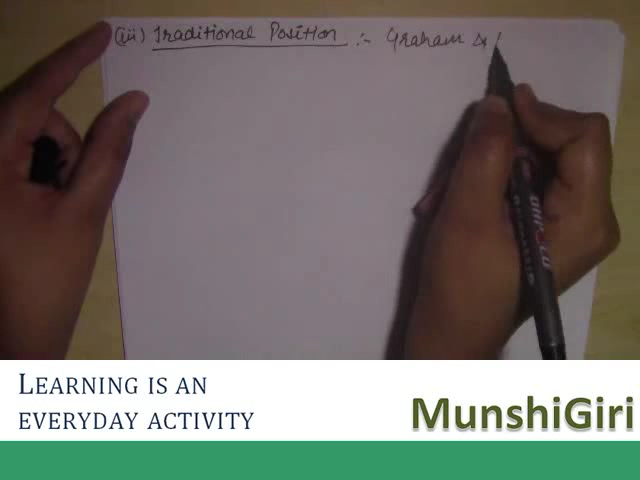 (iii) Traditional Position :- Graham &
LEARNING IS AN
EVERYDAY ACTIVITY
MunshiGiri